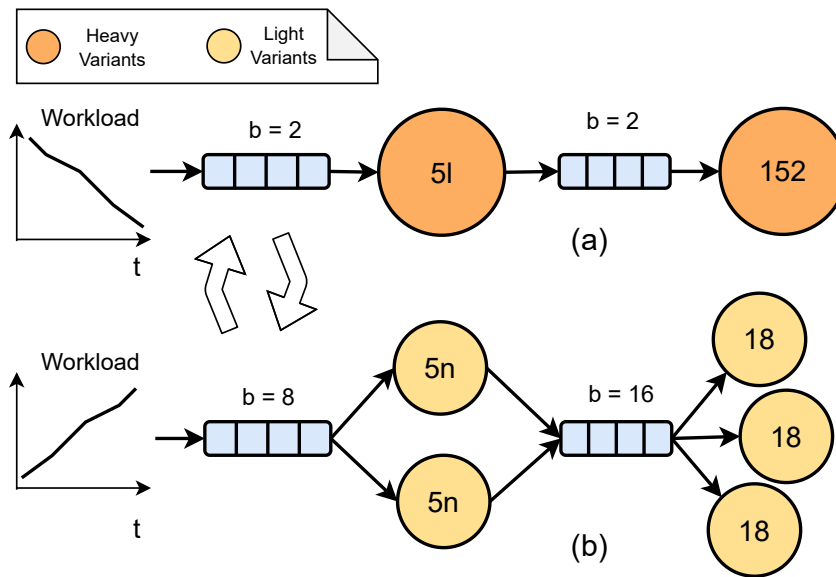 Heavy
Variants
Light
Variants
Workload
b = 2
5l
b = 2
152
(a)
t
Workload
b = 8
5n
5n
b = 16
18
18
18
t
(b)